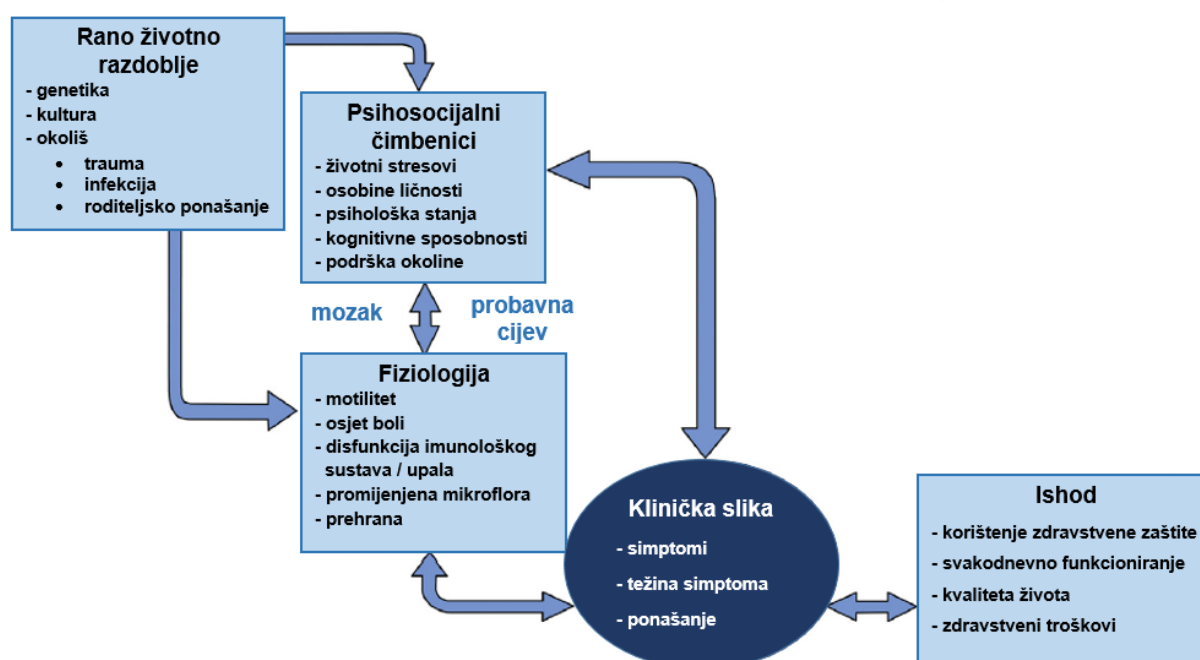 Rano životno
razdoblje
- genetika
- kultura
- okoliš
• trauma
• infekcija
• roditeljsko ponašanje
Psihosocijalni
čimbenici
- životni stresovi
- osobine ličnosti
- psihološka stanja
- kognitivne sposobnosti
- podrška okoline
mozak
probavna
cijev
Fiziologija
- motilitet
- osjet boli
- disfunkcija imunološkog
sustava / upala
- promijenjena mikroflora
- prehrana
Klinička slika
- simptomi
- težina simptoma
- ponašanje
Ishod
- korištenje zdravstvene zaštite
- svakodnevno funkcioniranje
- kvaliteta života
- zdravstveni troškovi